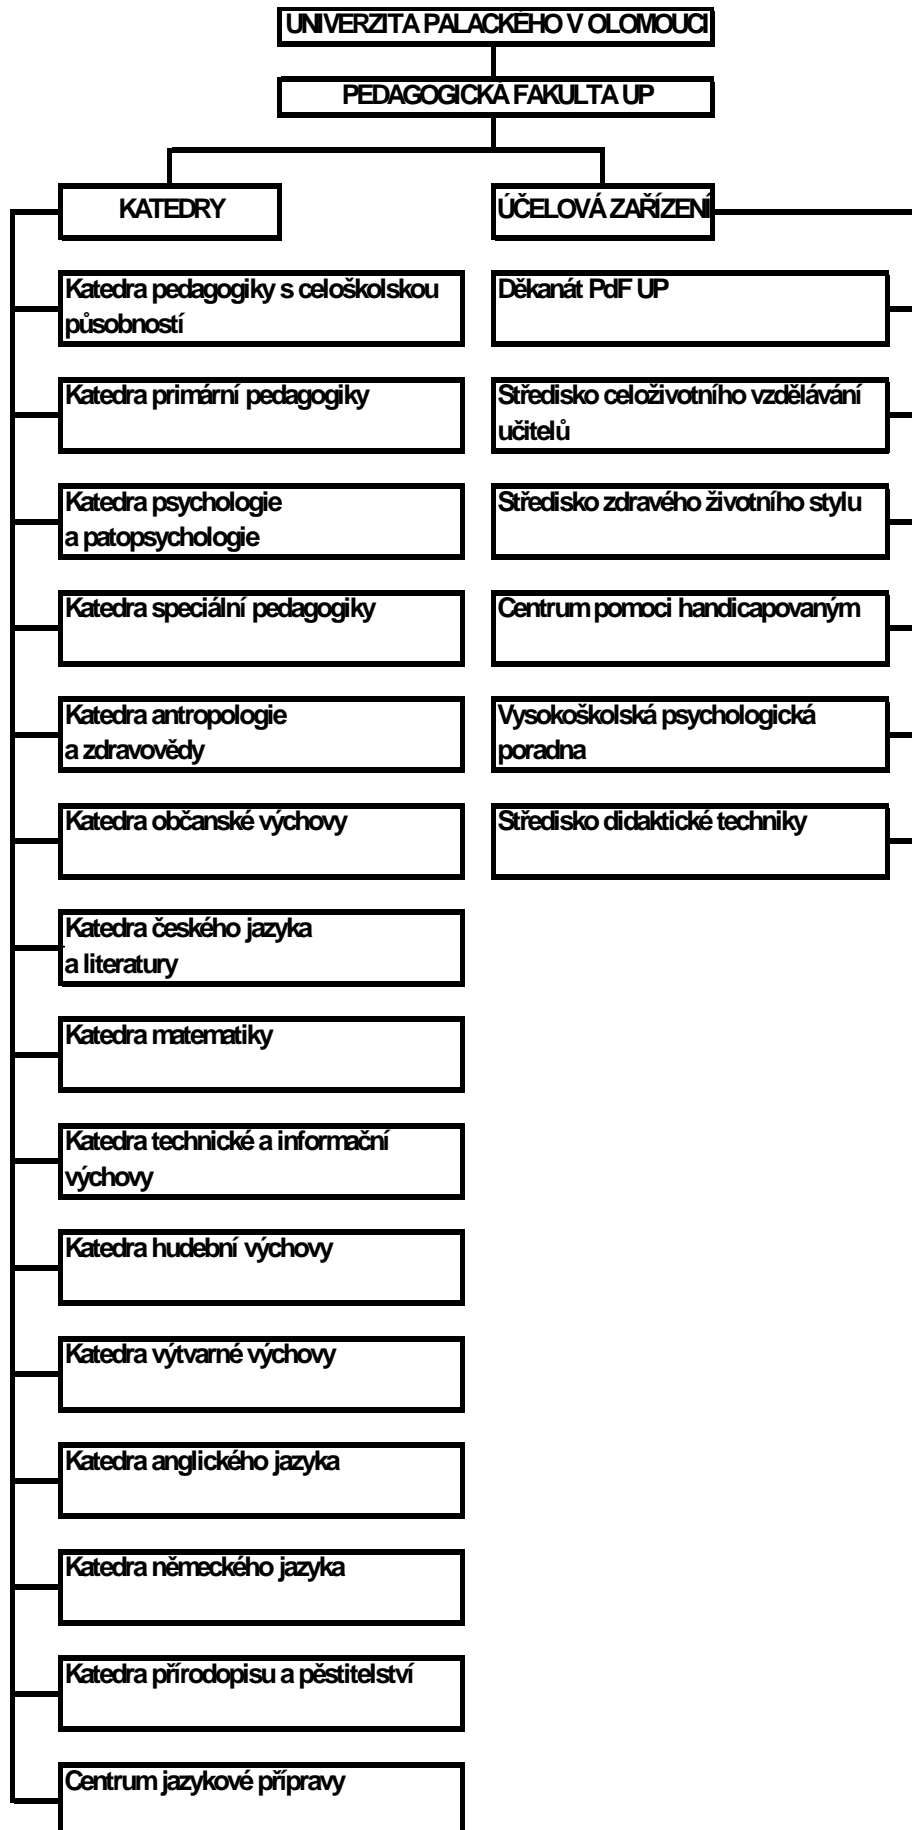 UNIVERZITA PALACKÉHO V OLOMOUCI
PEDAGOGICKÁ FAKULTA UP
KATEDRY
ÚČELOVÁ ZAŘÍZENÍ
Katedra pedagogiky s celoškolskou
působností
Katedra primární pedagogiky
Katedra psychologie
a patopsychologie
Katedra speciální pedagogiky
Katedra antropologie
a zdravovědy
Katedra občanské výchovy
Katedra českého jazyka
a literatury
Katedra matematiky
Katedra technické a informační
výchovy
Katedra hudební výchovy
Katedra výtvarné výchovy
Katedra anglického jazyka
Katedra německého jazyka
Katedra přírodopisu a pěstitelství
Centrum jazykové přípravy
Děkanát PdF UP
Středisko celoživotního vzdělávání
učitelů
Středisko zdravého životního stylu
Centrum pomoci handicapovaným
Vysokoškolská psychologická
poradna
Středisko didaktické techniky